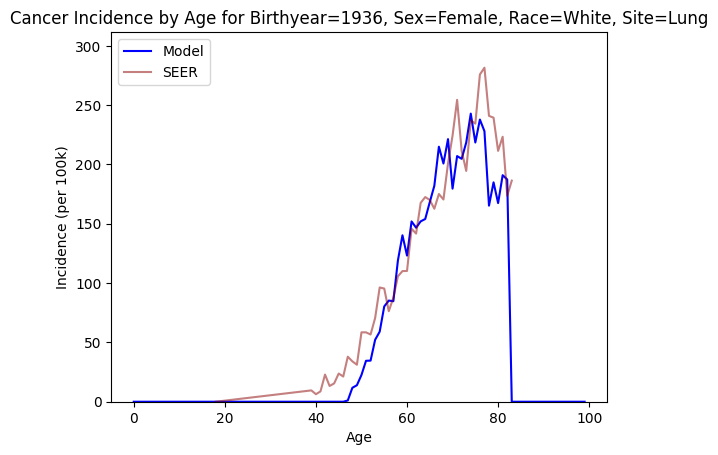 Cancer Incidence by Age for Birthyear=1936, Sex=Female, Race=White, Site=Lung
Model
SEER
300
250
200
150
100
50
0
Incidence (per 100k)
0 20 40 60 80 100
Age